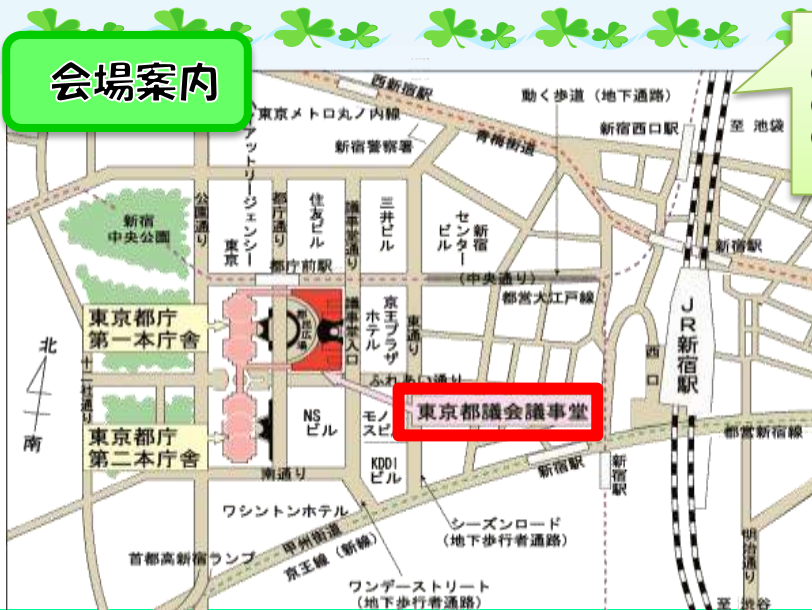 会場案内
西新宿駅
動く歩道（地下通路）
東京メトロ丸ノ内線
新宿警察署
青梅街道
新宿西口駅
至 池袋
公園通り
ハイアットリージェンシー
東京
都庁通り
住友ビル
議事堂通り
三井ビル
新宿
センター
ビル
新宿
中央公園
都庁前駅
（中央通り）
都営大江戸線
新宿駅
東京都庁
第一本庁舎
都民広場
議事堂入口
京王プラザ
ホテル
東通り
西口
JR新宿駅
北
南
十二社通り
ふれあい通り
東京都議会議事堂
東京都庁
第二本庁舎
NS
ビル
モノ
スビル
KDDI
ビル
都営新宿線
南通り
新宿駅
新宿駅
ワシントンホテル
シーズンロード
（地下歩行者通路）
甲州街道
京王線（新線）
首都高新宿ランプ
ワンデーストリート
（地下歩行者通路）
明治通り
至 渋谷